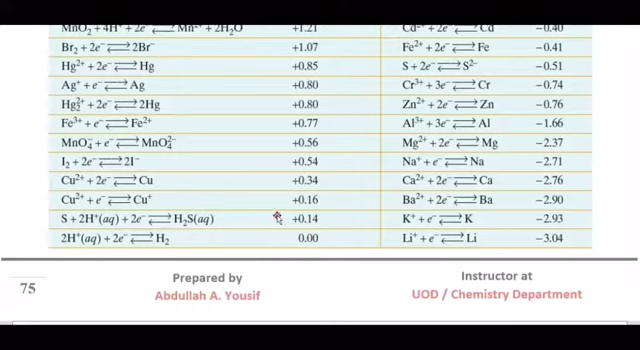 MnO₂ + 4H⁺ + 2e⁻ ⇌ Mn²⁺ + 2H₂O +1.21
Br₂ + 2e⁻ ⇌ 2Br⁻ +1.07
Hg²⁺ + 2e⁻ ⇌ Hg +0.85
Ag⁺ + e⁻ ⇌ Ag +0.80
Hg₂²⁺ + 2e⁻ ⇌ 2Hg +0.80
Fe³⁺ + e⁻ ⇌ Fe²⁺ +0.77
MnO₄⁻ + e⁻ ⇌ MnO₄²⁻ +0.56
I₂ + 2e⁻ ⇌ 2I⁻ +0.54
Cu²⁺ + 2e⁻ ⇌ Cu +0.34
Cu²⁺ + e⁻ ⇌ Cu⁺ +0.16
S + 2H⁺(aq) + 2e⁻ ⇌ H₂S(aq) +0.14
2H⁺(aq) + 2e⁻ ⇌ H₂ 0.00
Cd²⁺ + 2e⁻ ⇌ Cd −0.40
Fe²⁺ + 2e⁻ ⇌ Fe −0.41
S + 2e⁻ ⇌ S²⁻ −0.51
Cr³⁺ + 3e⁻ ⇌ Cr −0.74
Zn²⁺ + 2e⁻ ⇌ Zn −0.76
Al³⁺ + 3e⁻ ⇌ Al −1.66
Mg²⁺ + 2e⁻ ⇌ Mg −2.37
Na⁺ + e⁻ ⇌ Na −2.71
Ca²⁺ + 2e⁻ ⇌ Ca −2.76
Ba²⁺ + 2e⁻ ⇌ Ba −2.90
K⁺ + e⁻ ⇌ K −2.93
Li⁺ + e⁻ ⇌ Li −3.04
75
Prepared by
Abdullah A. Yousif
Instructor at
UOD / Chemistry Department